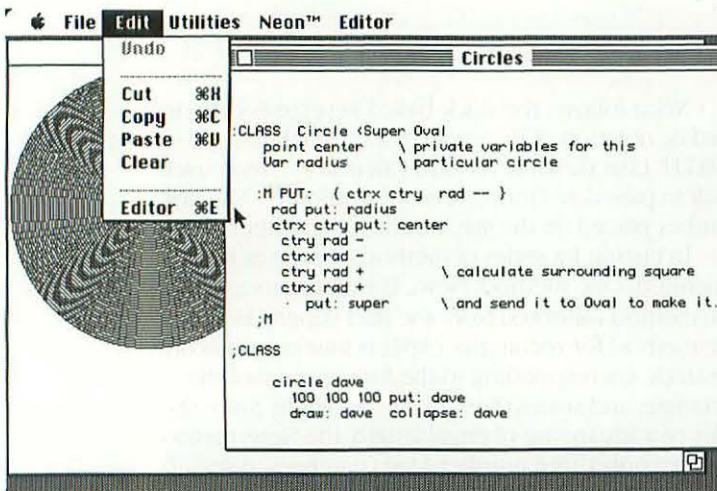 File Edit Utilities Neon™ Editor
Undo
Cut ⌘X
Copy ⌘C
Paste ⌘V
Clear
Editor ⌘E
Circles
:CLASS Circle <Super Oval
point center \ private variables for this
Var radius \ particular circle
:M PUT: { ctrx ctry rad -- }
rad put: radius
ctrx ctry put: center
ctry rad -
ctrx rad -
ctry rad + \ calculate surrounding square
ctrx rad +
put: super \ and send it to Oval to make it.
;M
;CLASS
circle dave
100 100 100 put: dave
draw: dave collapse: dave